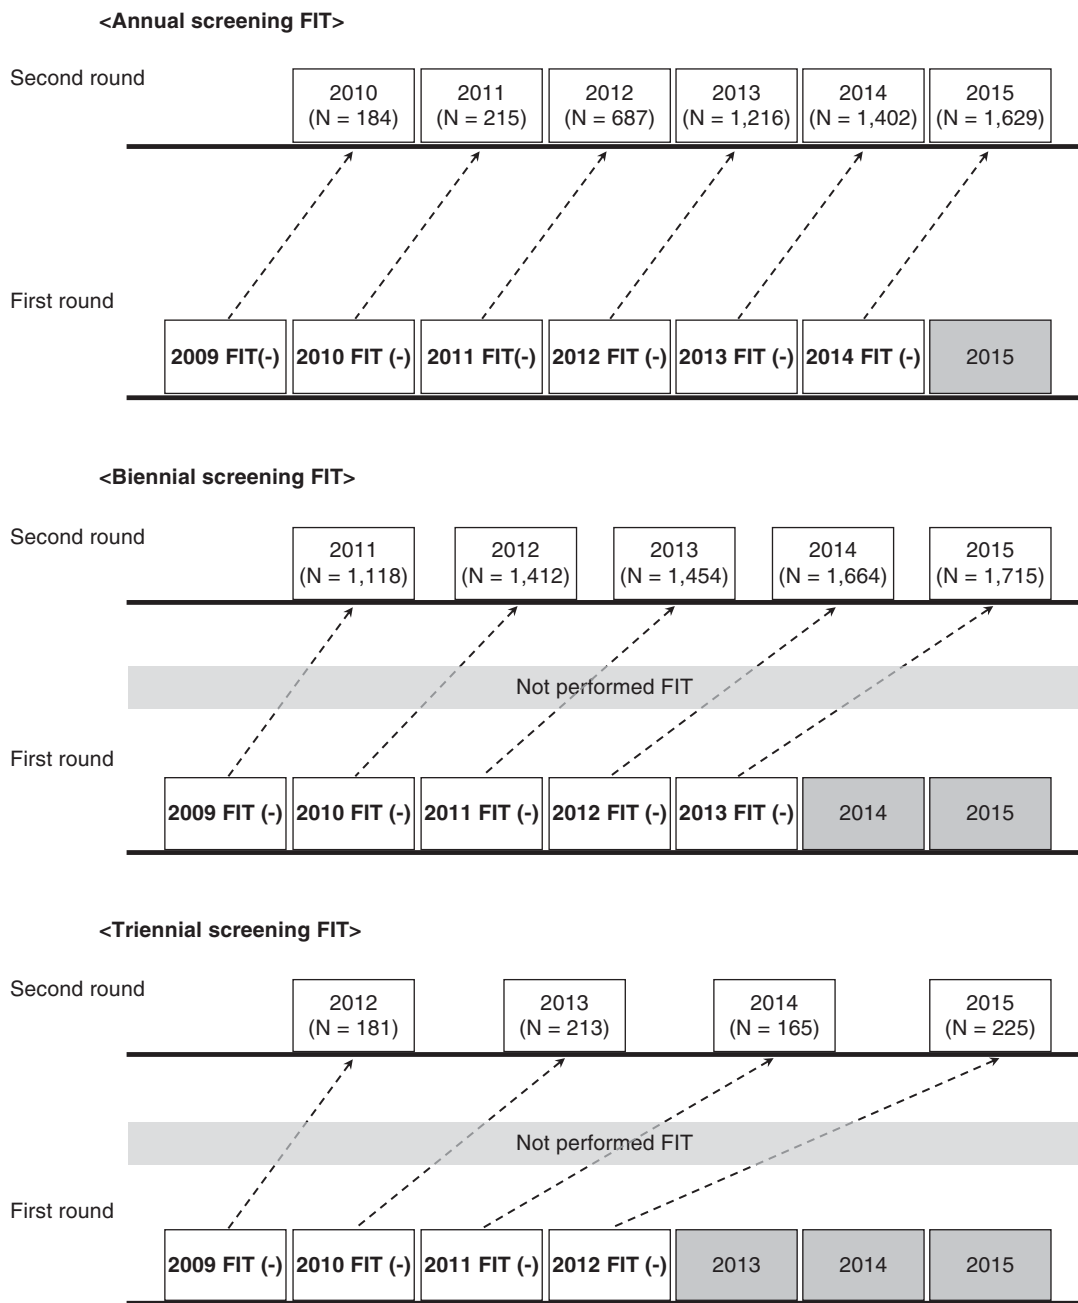 <Annual screening FIT>
Second round
2010
(N = 184)
2011
(N = 215)
2012
(N = 687)
2013
(N = 1,216)
2014
(N = 1,402)
2015
(N = 1,629)
First round
2009 FIT(-)
2010 FIT (-)
2011 FIT(-)
2012 FIT (-)
2013 FIT (-)
2014 FIT (-)
2015
<Biennial screening FIT>
Second round
2011
(N = 1,118)
2012
(N = 1,412)
2013
(N = 1,454)
2014
(N = 1,664)
2015
(N = 1,715)
Not performed FIT
First round
2009 FIT (-)
2010 FIT (-)
2011 FIT (-)
2012 FIT (-)
2013 FIT (-)
2014
2015
<Triennial screening FIT>
Second round
2012
(N = 181)
2013
(N = 213)
2014
(N = 165)
2015
(N = 225)
Not performed FIT
First round
2009 FIT (-)
2010 FIT (-)
2011 FIT (-)
2012 FIT (-)
2013
2014
2015